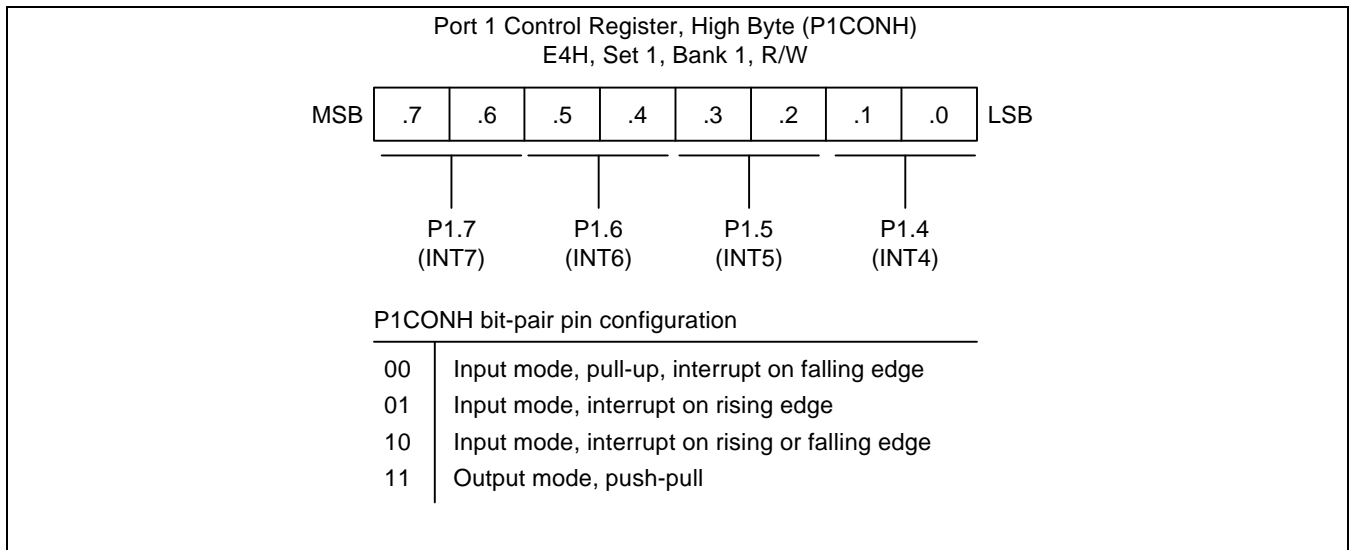 Port 1 Control Register, High Byte (P1CONH)
E4H, Set 1, Bank 1, R/W
MSB .7 .6 .5 .4 .3 .2 .1 .0 LSB
P1.7 P1.6 P1.5 P1.4
(INT7) (INT6) (INT5) (INT4)
P1CONH bit-pair pin configuration
00 Input mode, pull-up, interrupt on falling edge
01 Input mode, interrupt on rising edge
10 Input mode, interrupt on rising or falling edge
11 Output mode, push-pull